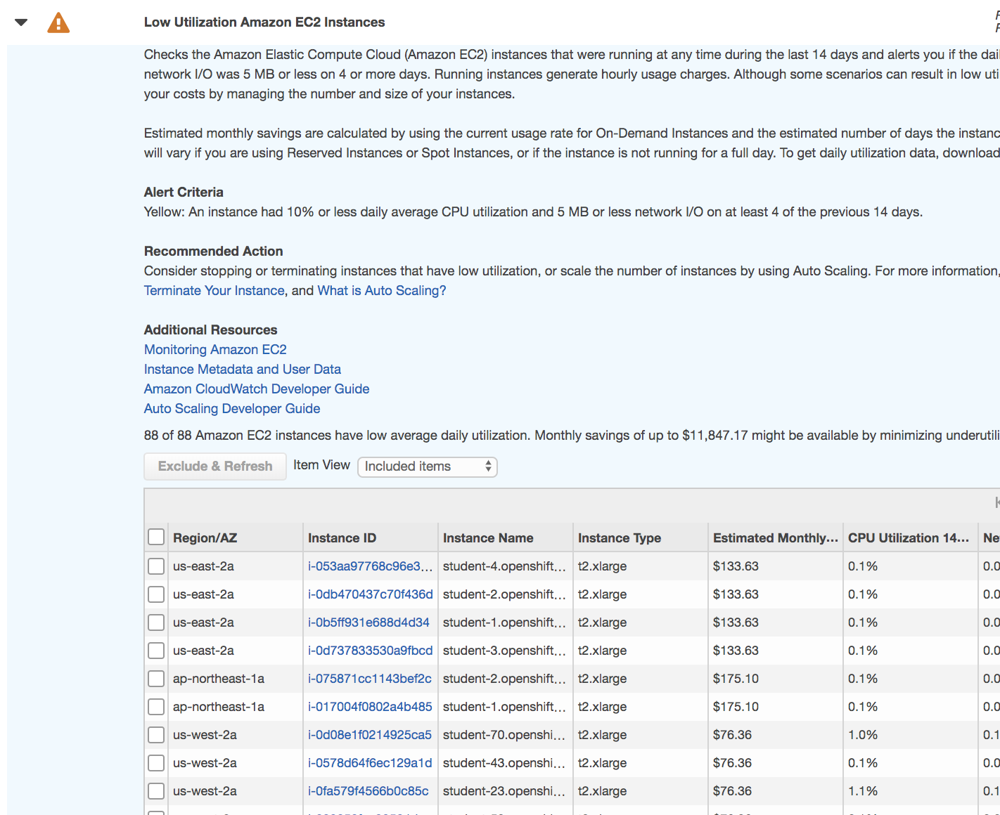 Low Utilization Amazon EC2 Instances
Checks the Amazon Elastic Compute Cloud (Amazon EC2) instances that were running at any time during the last 14 days and alerts you if the dai
network I/O was 5 MB or less on 4 or more days. Running instances generate hourly usage charges. Although some scenarios can result in low uti
your costs by managing the number and size of your instances.
Estimated monthly savings are calculated by using the current usage rate for On-Demand Instances and the estimated number of days the instanc
will vary if you are using Reserved Instances or Spot Instances, or if the instance is not running for a full day. To get daily utilization data, download
Alert Criteria
Yellow: An instance had 10% or less daily average CPU utilization and 5 MB or less network I/O on at least 4 of the previous 14 days.
Recommended Action
Consider stopping or terminating instances that have low utilization, or scale the number of instances by using Auto Scaling. For more information,
Terminate Your Instance, and What is Auto Scaling?
Additional Resources
Monitoring Amazon EC2
Instance Metadata and User Data
Amazon CloudWatch Developer Guide
Auto Scaling Developer Guide
88 of 88 Amazon EC2 instances have low average daily utilization. Monthly savings of up to $11,847.17 might be available by minimizing underutili
Exclude & Refresh Item View Included items
Region/AZ Instance ID Instance Name Instance Type Estimated Monthly... CPU Utilization 14... Ne
us-east-2a i-053aa97768c96e3... student-4.openshift... t2.xlarge $133.63 0.1% 0.0
us-east-2a i-0db470437c70f436d student-2.openshift... t2.xlarge $133.63 0.1% 0.0
us-east-2a i-0b5ff931e688d4d34 student-1.openshift... t2.xlarge $133.63 0.1% 0.0
us-east-2a i-0d737833530a9fbcd student-3.openshift... t2.xlarge $133.63 0.1% 0.0
ap-northeast-1a i-075871cc1143bef2c student-2.openshift... t2.xlarge $175.10 0.1% 0.0
ap-northeast-1a i-017004f0802a4b485 student-1.openshift... t2.xlarge $175.10 0.1% 0.0
us-west-2a i-0d08e1f0214925ca5 student-70.openshi... t2.xlarge $76.36 1.0% 0.1
us-west-2a i-0578d64f6ec129a1d student-43.openshi... t2.xlarge $76.36 0.1% 0.0
us-west-2a i-0fa579f4566b0c85c student-23.openshi... t2.xlarge $76.36 1.1% 0.1